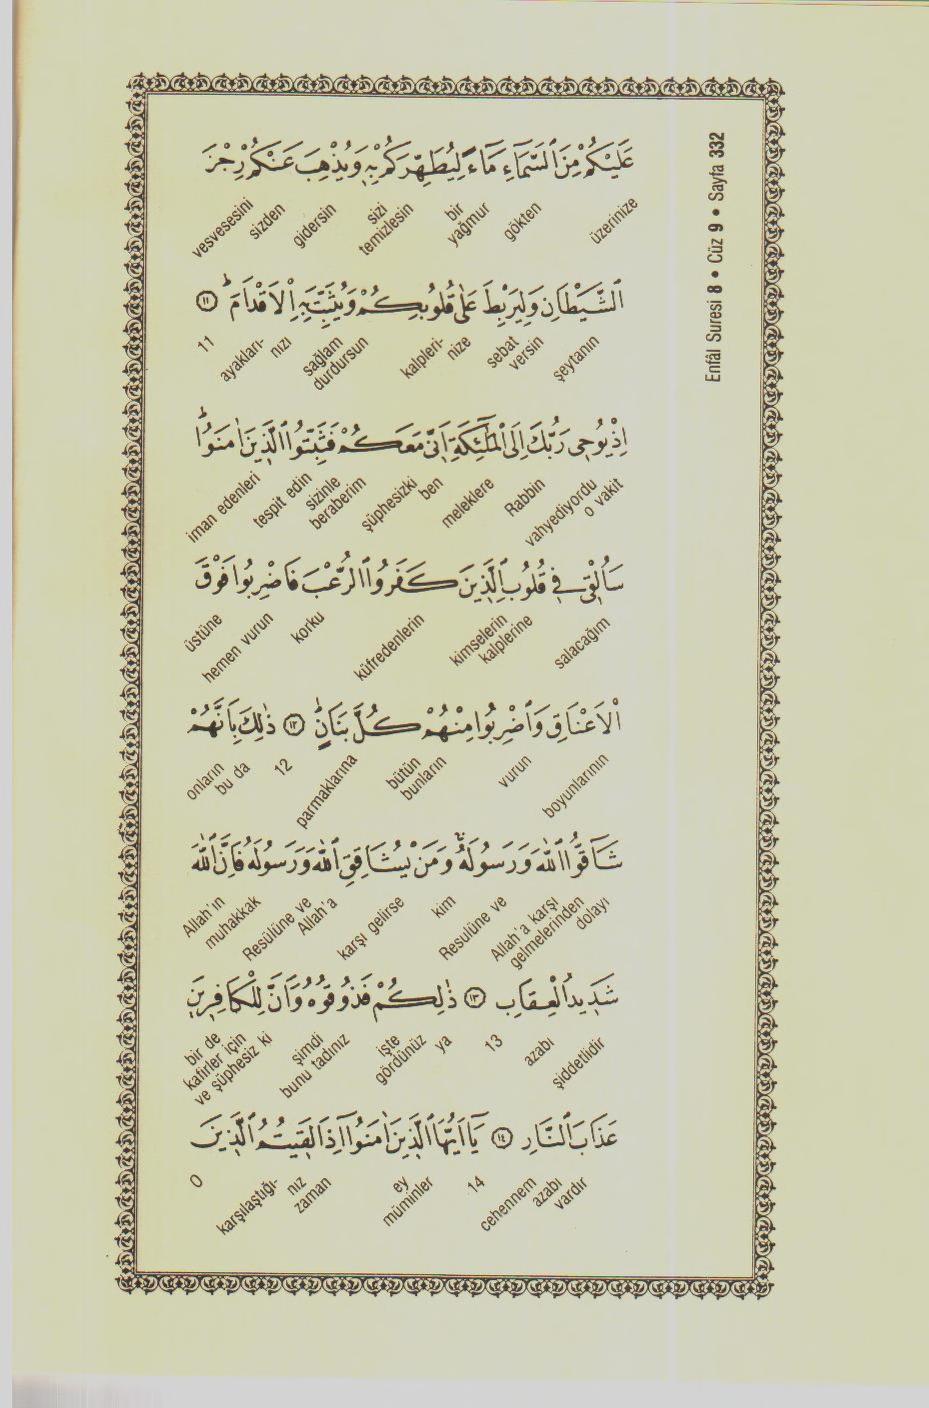 Enfâl Suresi 8 • Cüz 9 • Sayfa 332
عَلَيْكُمْ مِنَ السَّمَٓاءِ مَٓاءً لِيُطَهِّرَكُمْ بِه۪ وَيُذْهِبَ عَنْكُمْ رِجْزَ
üzerinize gökten bir yağmur sizi temizlesin gidersin sizden vesvesesini
الشَّيْطَانِ وَلِيَرْبِطَ عَلٰى قُلُوبِكُمْ وَيُثَبِّتَ بِهِ الْاَقْدَامَۜ ﴿١١﴾
şeytanın sebat versin kalpleri- nize sağlam durdursun ayakları- nızı 11
اِذْ يُوح۪ي رَبُّكَ اِلَى الْمَلٰٓئِكَةِ اَنّ۪ي مَعَكُمْ فَثَبِّتُوا الَّذ۪ينَ اٰمَنُواۜ
o vakit vahyediyordu Rabbin meleklere ben şüphesizki sizinle beraberim tespit edin iman edenleri
سَاُلْق۪ي ف۪ي قُلُوبِ الَّذ۪ينَ كَفَرُوا الرُّعْبَ فَاضْرِبُوا فَوْقَ
salacağım kimselerin kalplerine küfredenlerin korku hemen vurun üstüne
الْاَعْنَاقِ وَاضْرِبُوا مِنْهُمْ كُلَّ بَنَانٍۜ ﴿١٢﴾ ذٰلِكَ بِاَنَّهُمْ
boyunlarının vurun bütün bunların parmaklarına 12 onların bu da
شَٓاقُّوا اللّٰهَ وَرَسُولَهُۚ وَمَنْ يُشَاقِقِ اللّٰهَ وَرَسُولَهُ فَاِنَّ اللّٰهَ
Allah'a karşı gelmelerinden dolayı Resulüne ve kim karşı gelirse Resülüne ve Allah'a Allah'ın muhakkak
شَد۪يدُ الْعِقَابِ ﴿١٣﴾ ذٰلِكُمْ فَذُوقُوهُ وَاَنَّ لِلْكَافِر۪ينَ
şiddetlidir azabı 13 işte gördünüz ya şimdi bunu tadınız bir de kafirler için ve şüphesiz ki
عَذَابَ النَّارِ ﴿١٤﴾ يَٓا اَيُّهَا الَّذ۪ينَ اٰمَنُٓوا اِذَا لَق۪يتُمُ الَّذ۪ينَ
cehennem azabı vardır 14 ey müminler karşılaştığı- nız zaman O